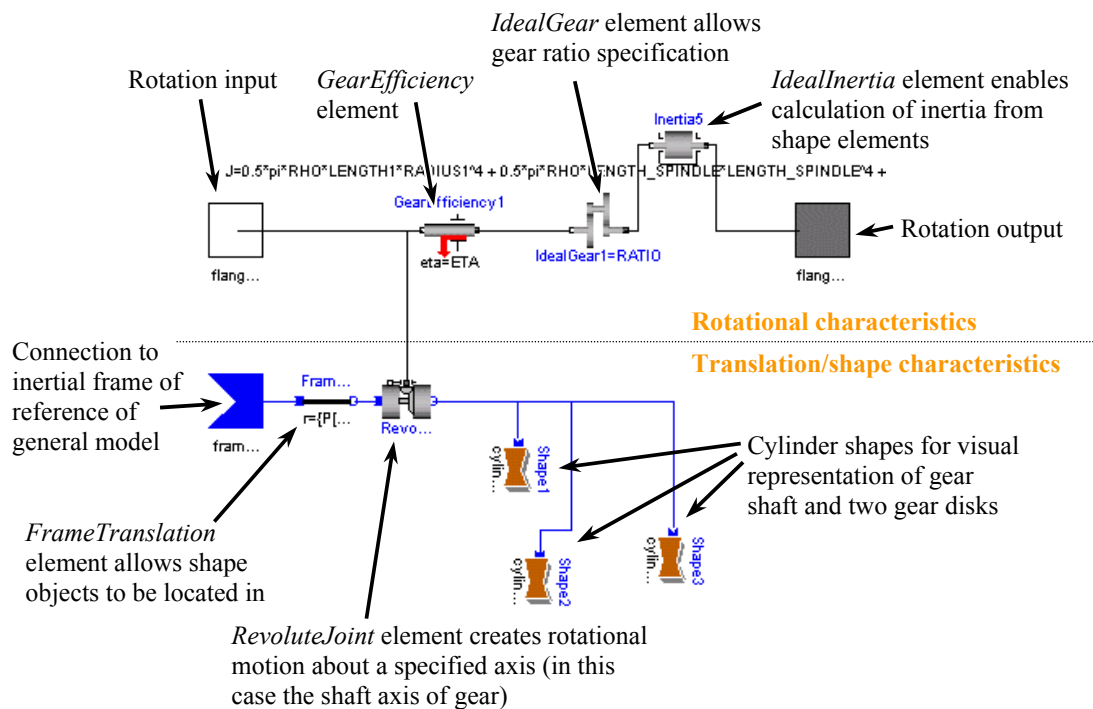 IdealGear element allows
gear ratio specification
Rotation input
GearEfficiency
element
IdealInertia element enables
calculation of inertia from
shape elements
Inertia5
J=0.5*pi*RHO*LENGTH1*RADIUS1^4 + 0.5*pi*RHO*LENGTH_SPINDLE*LENGTH_SPINDLE^4 +
GearEfficiency1
eta=ETA
IdealGear1=RATIO
flang...
flang...
Rotation output
Rotational characteristics
Translation/shape characteristics
Connection to
inertial frame of
reference of
general model
Fram...
r={P[...
fram...
Revo...
Shape1
cylin...
Shape2
cylin...
Shape3
cylin...
Cylinder shapes for visual
representation of gear
shaft and two gear disks
FrameTranslation
element allows shape
objects to be located in
RevoluteJoint element creates rotational
motion about a specified axis (in this
case the shaft axis of gear)